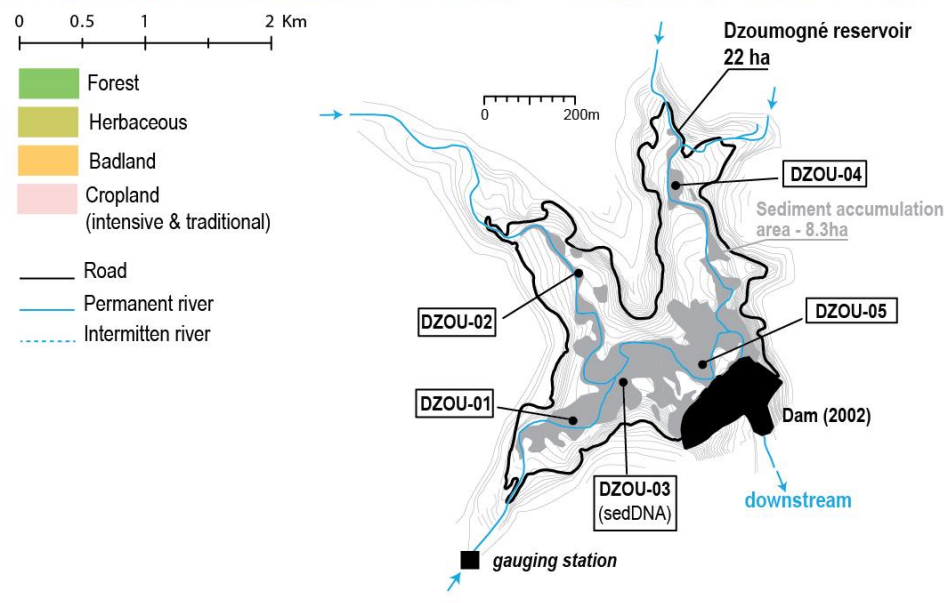 0 0.5 1 2 Km
Forest
Herbaceous
Badland
Cropland
(intensive & traditional)
Road
Permanent river
Intermitten river
0 200m
Dzoumogné reservoir
22 ha
DZOU-04
Sediment accumulation
area - 8.3ha
DZOU-02
DZOU-05
DZOU-01
Dam (2002)
DZOU-03
(sedDNA)
downstream
gauging station